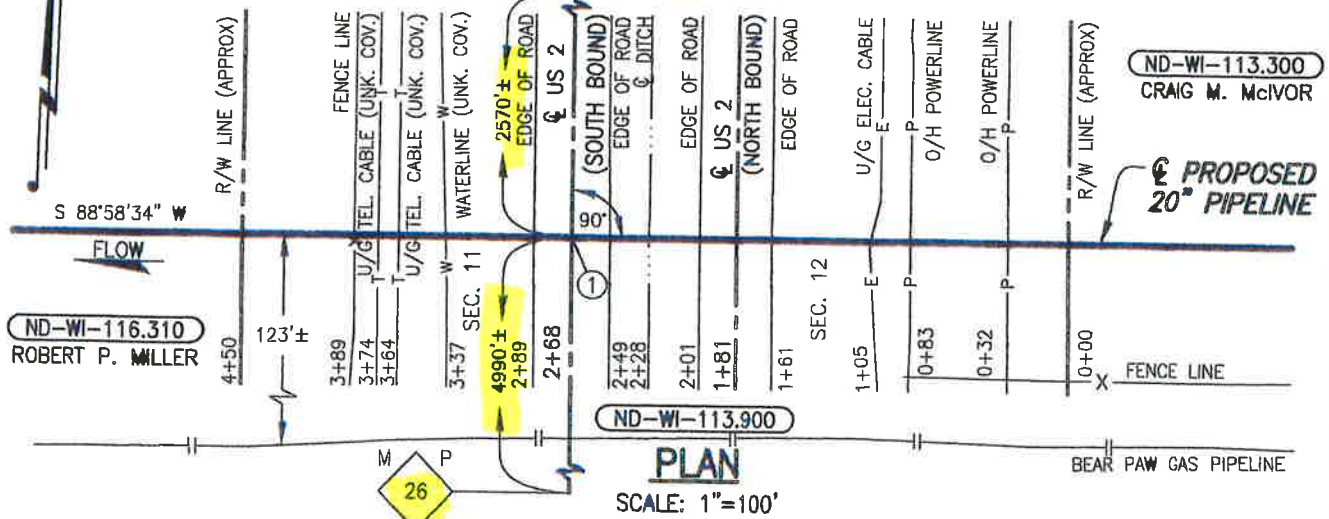 R/W LINE (APPROX)
FENCE LINE
U/G TEL. CABLE (UNK. COV.)
U/G TEL. CABLE (UNK. COV.)
WATERLINE (UNK. COV.)
2570'±
EDGE OF ROAD
℄ US 2
(SOUTH BOUND)
EDGE OF ROAD
℄ DITCH
EDGE OF ROAD
℄ US 2
(NORTH BOUND)
EDGE OF ROAD
U/G ELEC. CABLE
O/H POWERLINE
O/H POWERLINE
R/W LINE (APPROX)
ND-WI-113.300
CRAIG M. McIVOR
℄ PROPOSED
20" PIPELINE
T
T
W
E
P
P
S 88°58'34" W
90°
FLOW
1
T
T
W
E
P
P
SEC. 11
SEC. 12
ND-WI-116.310
ROBERT P. MILLER
123'±
4+50
3+89
3+74
3+64
3+37
4990'±
2+89
2+68
2+49
2+28
2+01
1+81
1+61
1+05
0+83
0+32
0+00
X FENCE LINE
ND-WI-113.900
M P
26
PLAN
SCALE: 1"=100'
BEAR PAW GAS PIPELINE